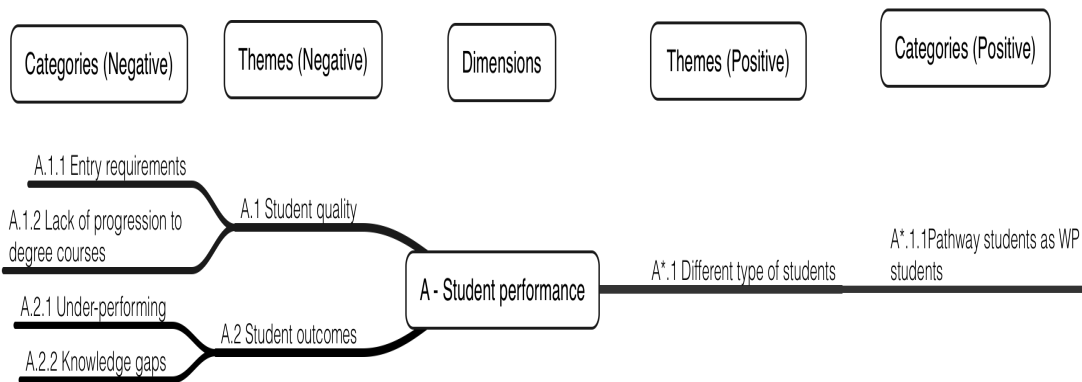 Categories (Negative)
Themes (Negative)
Dimensions
Themes (Positive)
Categories (Positive)
A.1.1 Entry requirements
A.1.2 Lack of progression to
degree courses
A.1 Student quality
A.2.1 Under-performing
A.2.2 Knowledge gaps
A.2 Student outcomes
A - Student performance
A*.1 Different type of students
A*.1.1Pathway students as WP
students